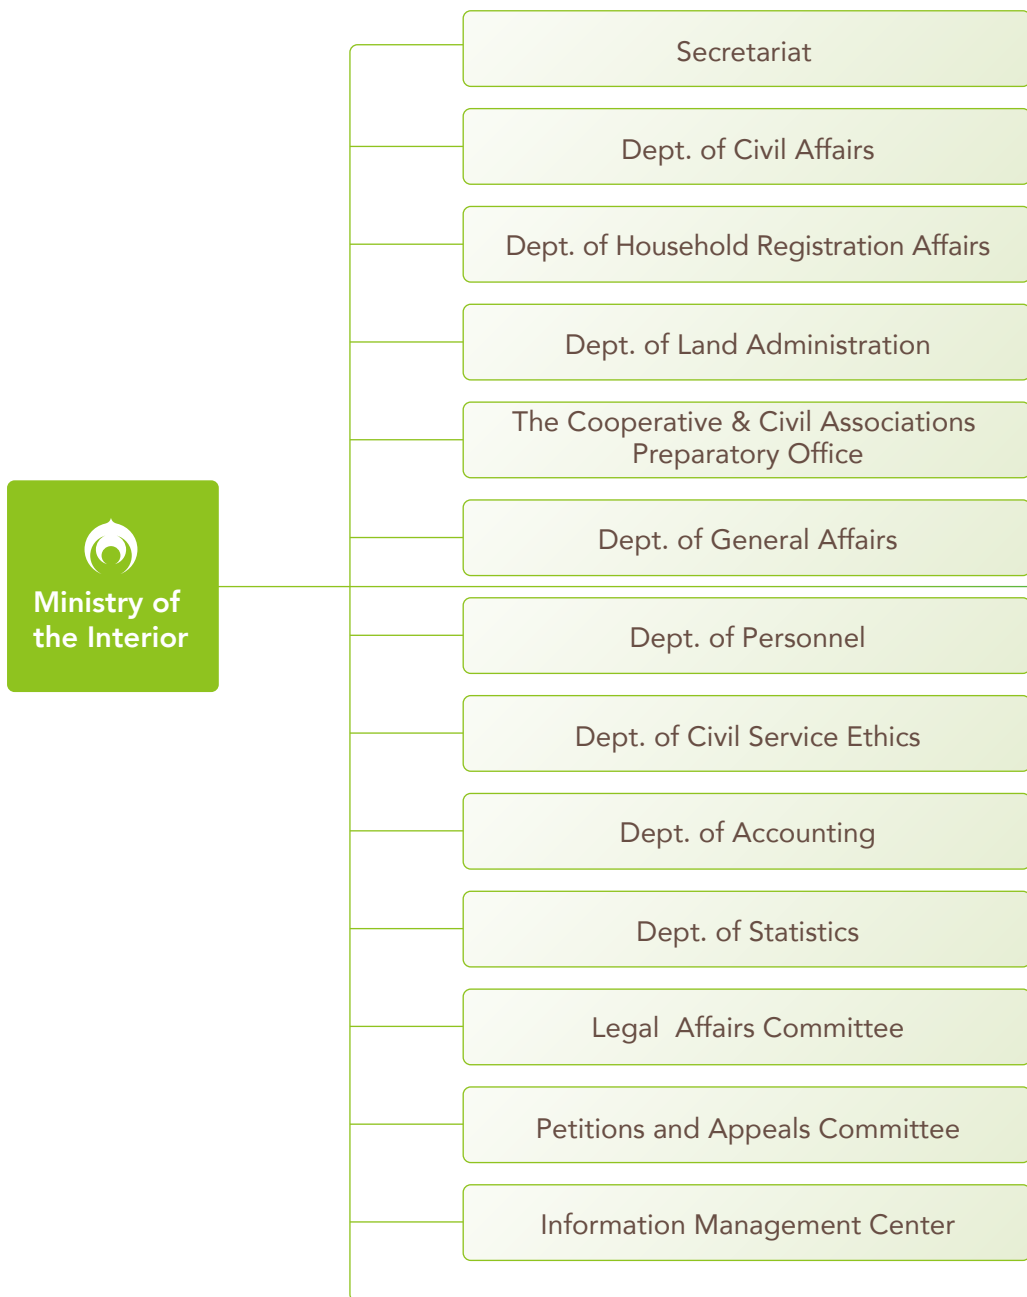 Secretariat
Dept. of Civil Affairs
Dept. of Household Registration Affairs
Dept. of Land Administration
The Cooperative & Civil Associations
Preparatory Office
Dept. of General Affairs
Ministry of
the Interior
Dept. of Personnel
Dept. of Civil Service Ethics
Dept. of Accounting
Dept. of Statistics
Legal  Affairs Committee
Petitions and Appeals Committee
Information Management Center